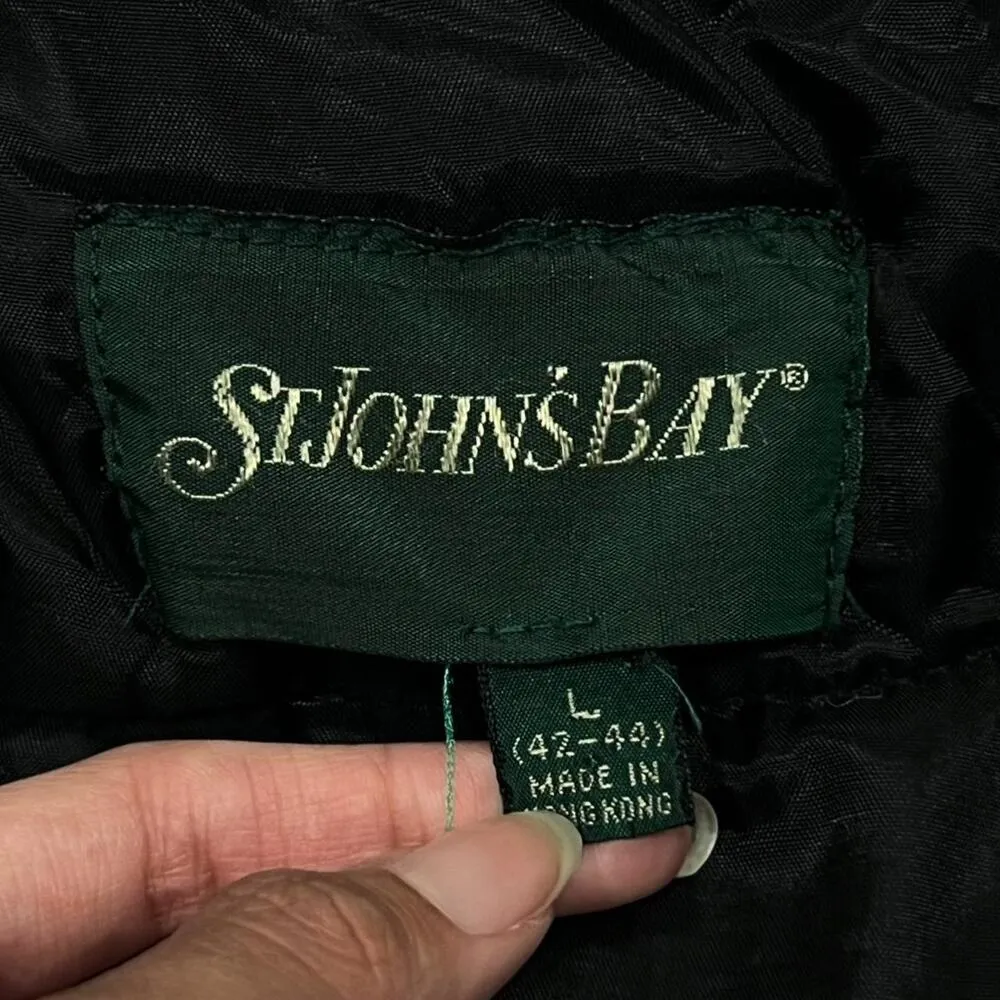 ST JOHN'S BAY®
L
(42-44)
MADE IN
HONG KONG